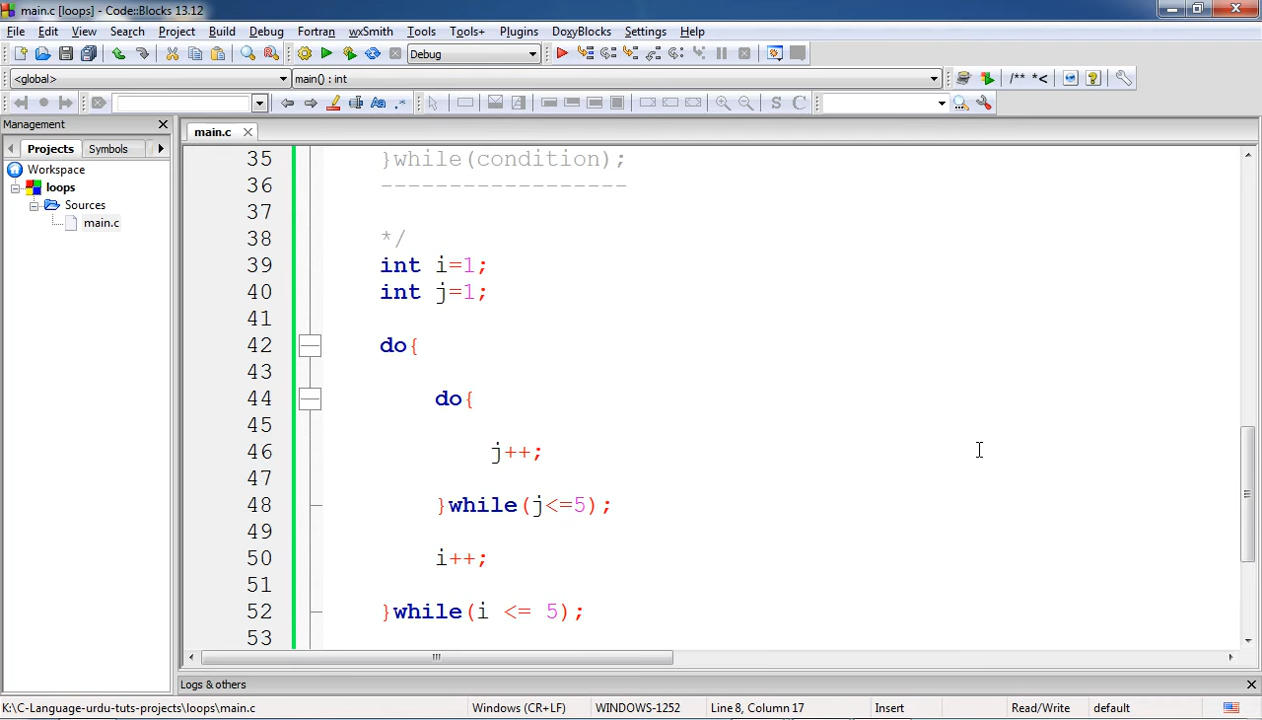 main.c [loops] - Code::Blocks 13.12
File Edit View Search Project Build Debug Fortran wxSmith Tools Tools+ Plugins DoxyBlocks Settings Help
Debug
<global> main() : int /** *<
S C
Management
main.c
Projects Symbols
Workspace
loops
Sources
main.c
35 }while(condition);
36 ------------------
37
38 */
39 int i=1;
40 int j=1;
41
42 do{
43
44 do{
45
46 j++;
47
48 }while(j<=5);
49
50 i++;
51
52 }while(i <= 5);
53
Logs & others
K:\C-Language-urdu-tuts-projects\loops\main.c Windows (CR+LF) WINDOWS-1252 Line 8, Column 17 Insert Read/Write default